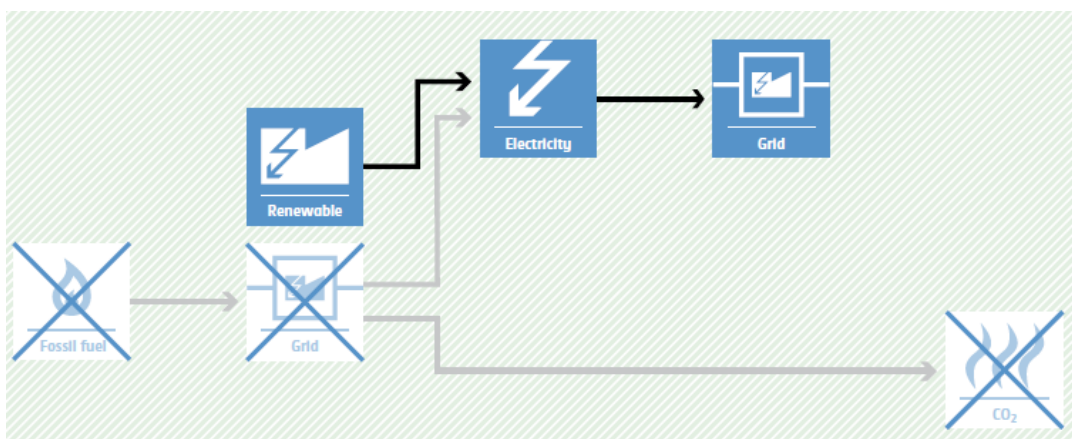 Electricity
Grid
Renewable
Fossil fuel
Grid
CO₂